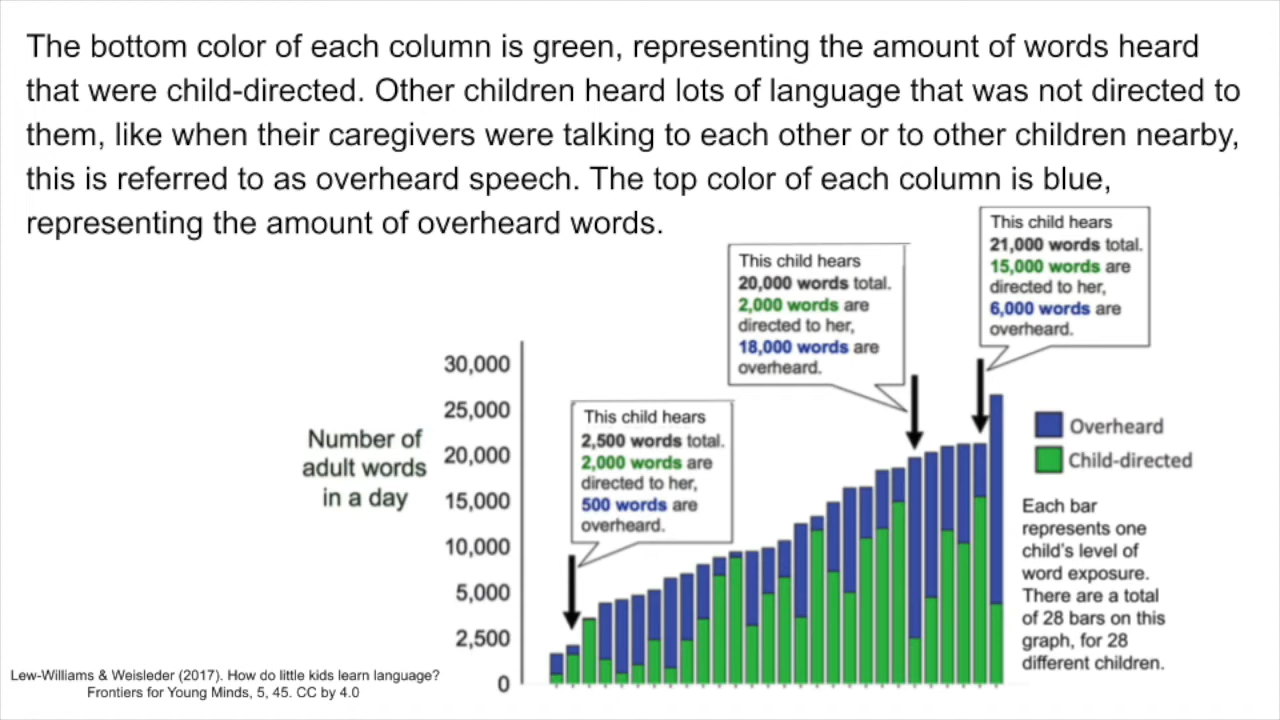 The bottom color of each column is green, representing the amount of words heard
that were child-directed. Other children heard lots of language that was not directed to
them, like when their caregivers were talking to each other or to other children nearby,
this is referred to as overheard speech. The top color of each column is blue,
representing the amount of overheard words.
This child hears
21,000 words total.
15,000 words are
directed to her,
6,000 words are
overheard.
This child hears
20,000 words total.
2,000 words are
directed to her,
18,000 words are
overheard.
This child hears
2,500 words total.
2,000 words are
directed to her,
500 words are
overheard.
Number of
adult words
in a day
30,000
25,000
20,000
15,000
10,000
5,000
2,500
0
Overheard
Child-directed
Each bar
represents one
child's level of
word exposure.
There are a total
of 28 bars on this
graph, for 28
different children.
Lew-Williams & Weisleder (2017). How do little kids learn language?
Frontiers for Young Minds, 5, 45. CC by 4.0